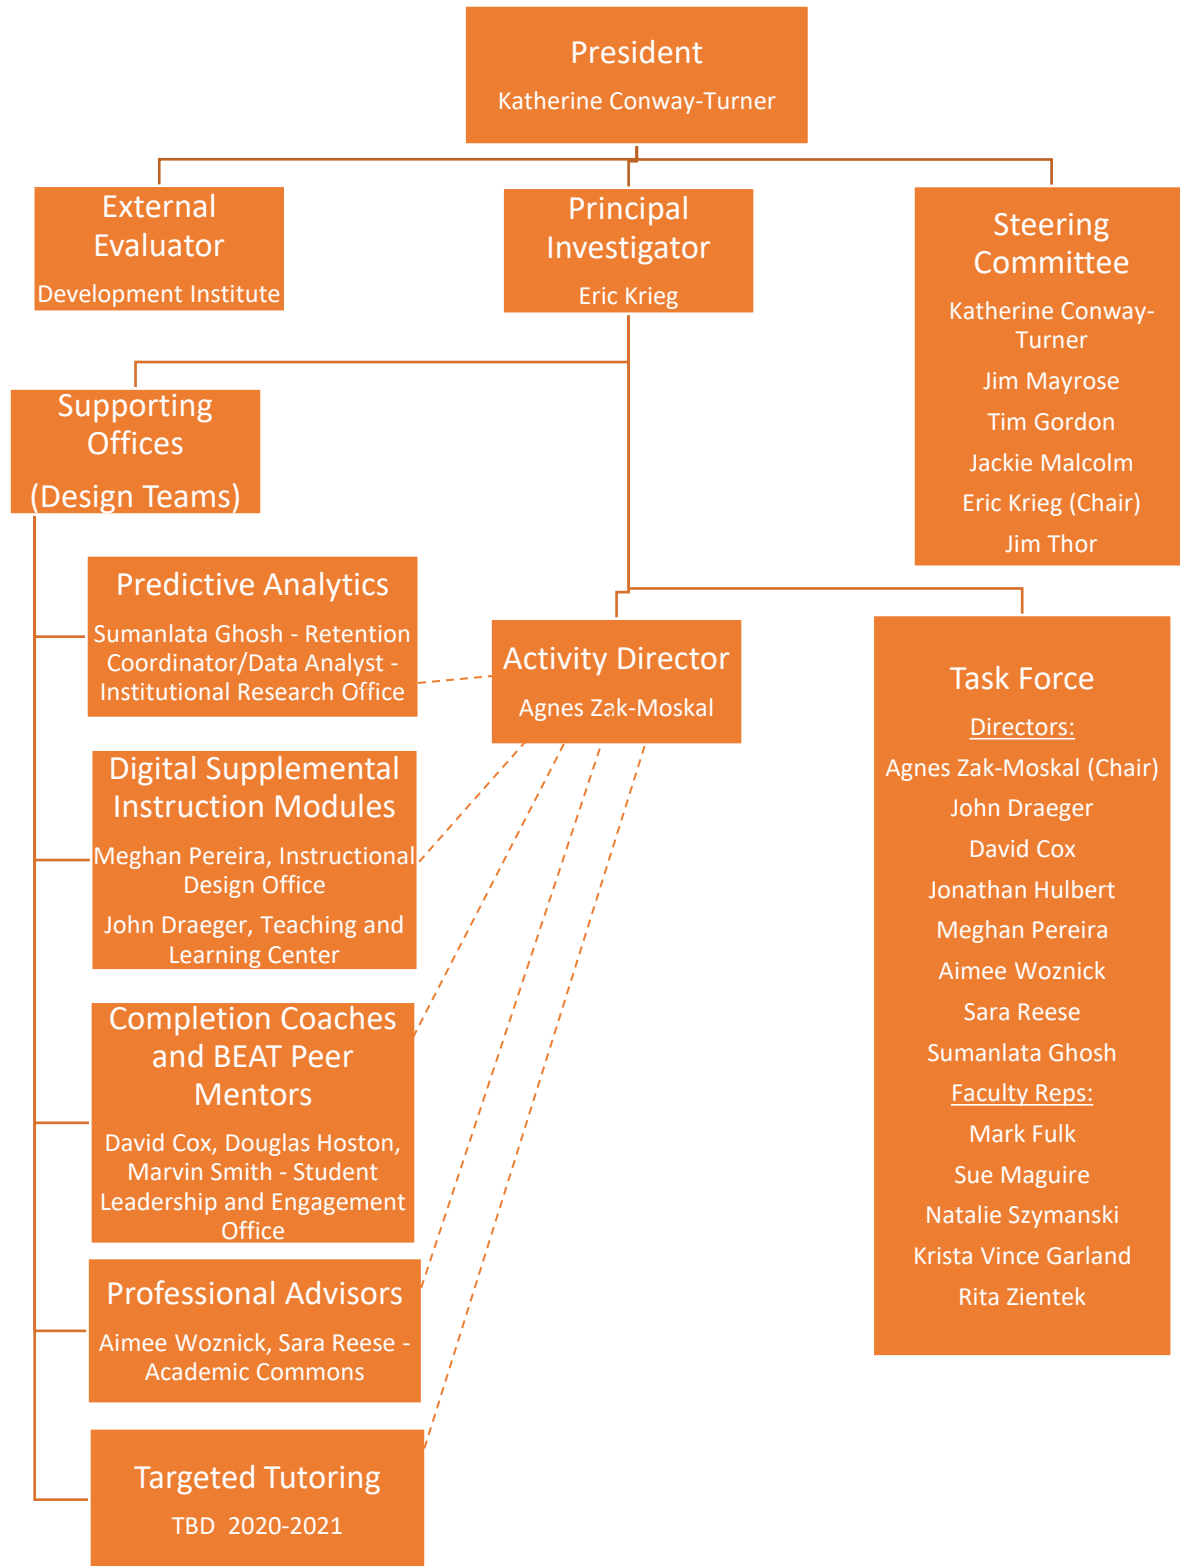 President
Katherine Conway-Turner
External
Evaluator
Development Institute
Principal
Investigator
Eric Krieg
Steering
Committee
Katherine Conway-
Turner
Jim Mayrose
Tim Gordon
Jackie Malcolm
Eric Krieg (Chair)
Jim Thor
Supporting
Offices
(Design Teams)
Predictive Analytics
Sumanlata Ghosh - Retention
Coordinator/Data Analyst -
Institutional Research Office
Digital Supplemental
Instruction Modules
Meghan Pereira, Instructional
Design Office
John Draeger, Teaching and
Learning Center
Completion Coaches
and BEAT Peer
Mentors
David Cox, Douglas Hoston,
Marvin Smith - Student
Leadership and Engagement
Office
Professional Advisors
Aimee Woznick, Sara Reese -
Academic Commons
Targeted Tutoring
TBD 2020-2021
Activity Director
Agnes Zak-Moskal
Task Force
Directors:
Agnes Zak-Moskal (Chair)
John Draeger
David Cox
Jonathan Hulbert
Meghan Pereira
Aimee Woznick
Sara Reese
Sumanlata Ghosh
Faculty Reps:
Mark Fulk
Sue Maguire
Natalie Szymanski
Krista Vince Garland
Rita Zientek